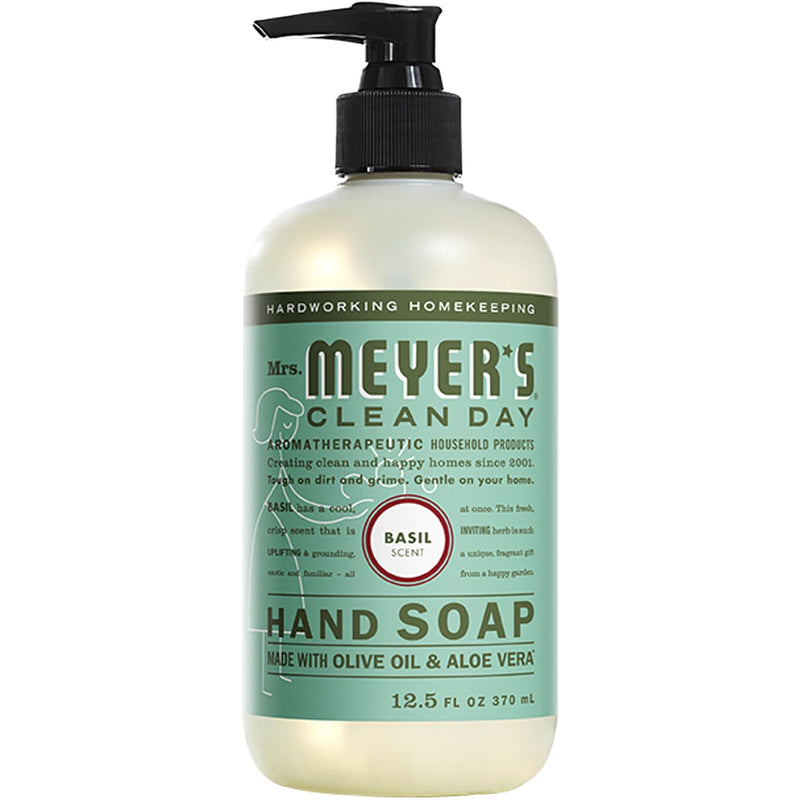 HARDWORKING HOMEKEEPING
Mrs. MEYER'S®
CLEAN DAY
AROMATHERAPEUTIC HOUSEHOLD PRODUCTS
Creating clean and happy homes since 2001.
Tough on dirt and grime. Gentle on your home.
BASIL has a cool,
crisp scent that is
UPLIFTING & grounding,
exotic and familiar - all
BASIL
SCENT
at once. This fresh,
INVITING herb is such
a unique, fragrant gift
from a happy garden.
HAND SOAP
MADE WITH OLIVE OIL & ALOE VERA™
12.5 FL OZ 370 mL